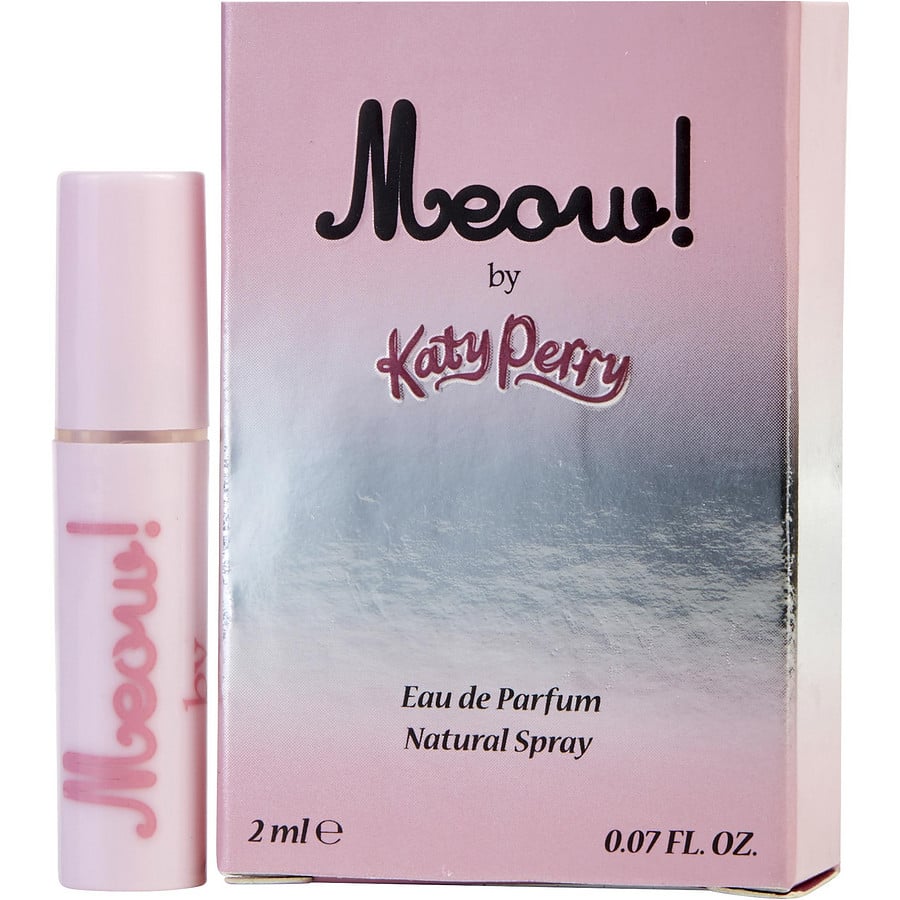 Meow!
by
Katy Perry
Eau de Parfum
Natural Spray
2 ml ℮
0.07 FL. OZ.
Meow!
by